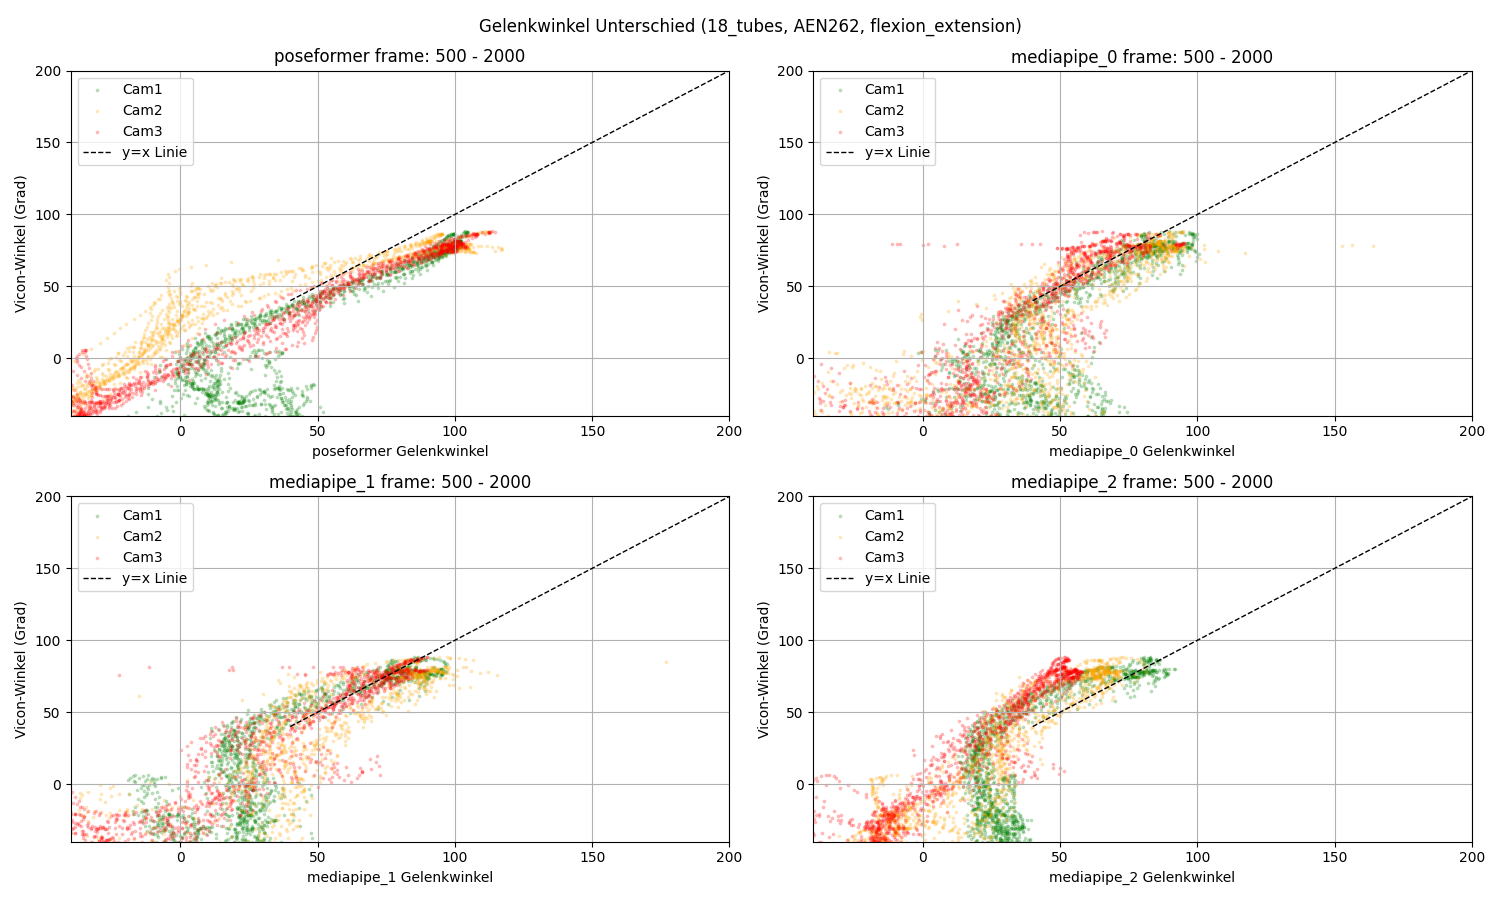 Gelenkwinkel Unterschied (18_tubes, AEN262, flexion_extension)
poseformer frame: 500 - 2000
200
150
100
50
0
Vicon-Winkel (Grad)
Cam1
Cam2
Cam3
y=x Linie
0
50
100
150
200
poseformer Gelenkwinkel
mediapipe_0 frame: 500 - 2000
200
150
100
50
0
Vicon-Winkel (Grad)
Cam1
Cam2
Cam3
y=x Linie
0
50
100
150
200
mediapipe_0 Gelenkwinkel
mediapipe_1 frame: 500 - 2000
200
150
100
50
0
Vicon-Winkel (Grad)
Cam1
Cam2
Cam3
y=x Linie
0
50
100
150
200
mediapipe_1 Gelenkwinkel
mediapipe_2 frame: 500 - 2000
200
150
100
50
0
Vicon-Winkel (Grad)
Cam1
Cam2
Cam3
y=x Linie
0
50
100
150
200
mediapipe_2 Gelenkwinkel